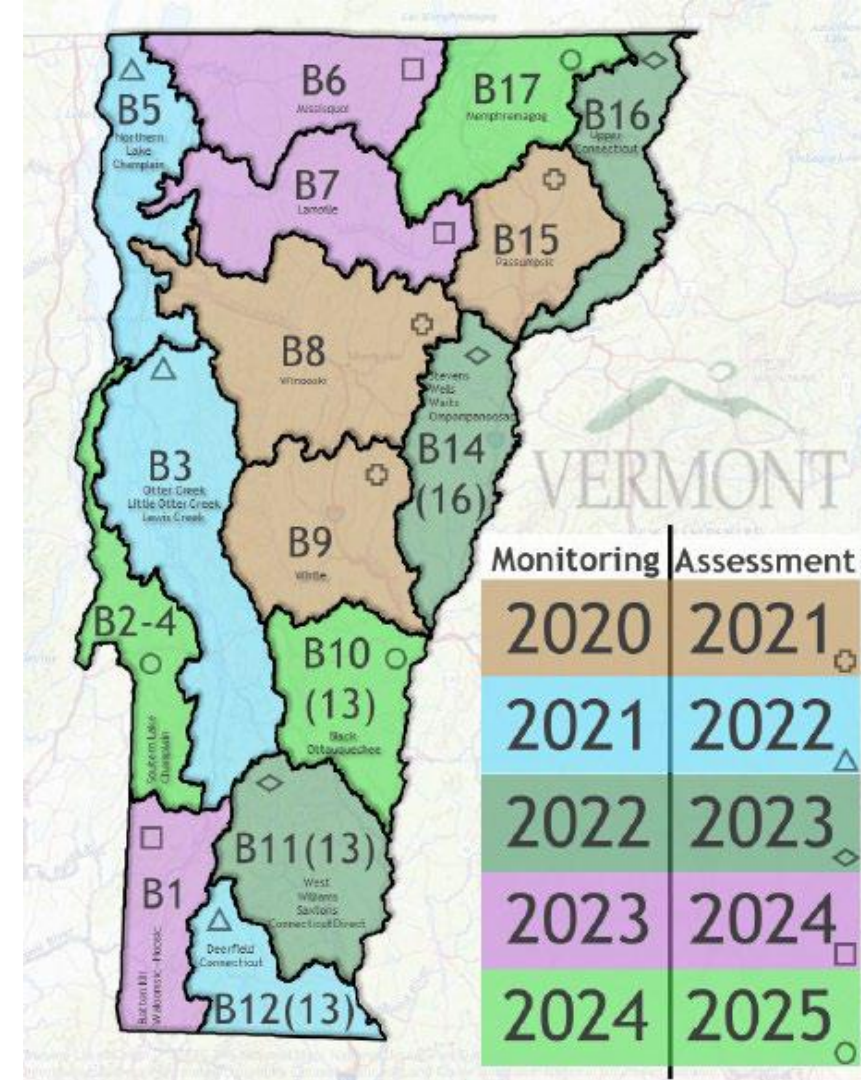 B5
Northern
Lake
Champlain
B6
Missisquoi
B17
Memphremagog
B16
Upper
Connecticut
B7
Lamoille
B15
Passumpsic
B8
Winooski
Stevens
Wells
Waits
Ompompanoosuc
B14
(16)
B3
Otter Creek
Little Otter Creek
Lewis Creek
B9
White
VERMONT
B2-4
Southern Lake
Champlain
B10
(13)
Black
Ottauquechee
B11(13)
West
Williams
Saxtons
Connecticut Direct
B1
Batten Kill
Walloomsic - Hoosic
Deerfield
Connecticut
B12(13)
Monitoring Assessment
2020 2021
2021 2022
2022 2023
2023 2024
2024 2025